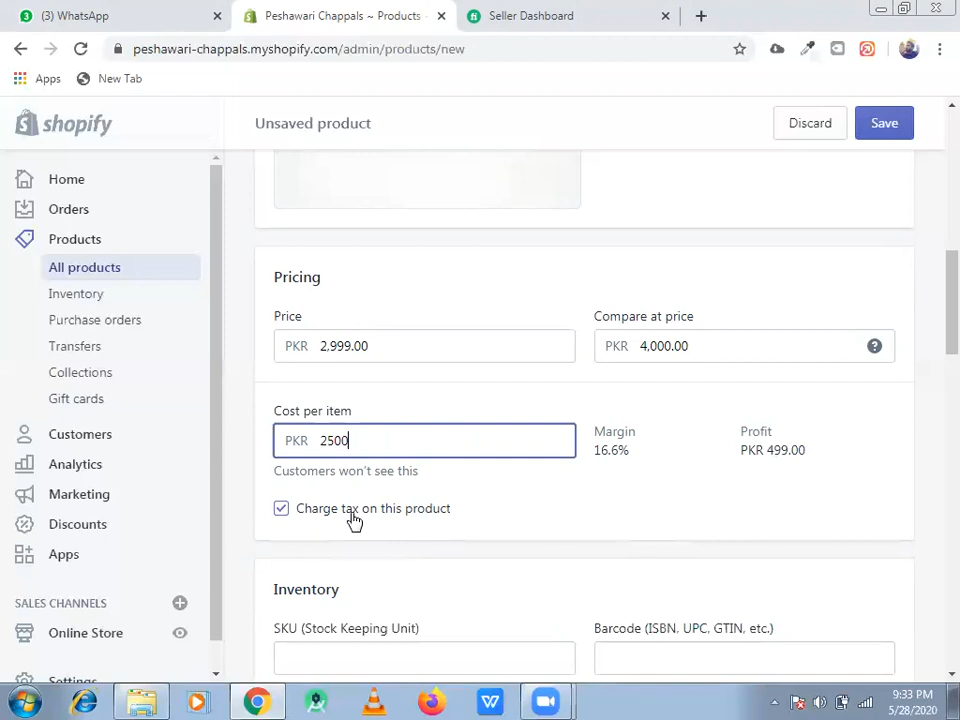 WhatsApp
Peshawari Chappals ~ Products
Seller Dashboard
peshawari-chappals.myshopify.com/admin/products/new
Apps
New Tab
shopify
Unsaved product
Discard
Save
Home
Orders
Products
All products
Inventory
Purchase orders
Transfers
Collections
Gift cards
Customers
Analytics
Marketing
Discounts
Apps
SALES CHANNELS
Online Store
Settings
Pricing
Price
Compare at price
PKR 2,999.00
PKR 4,000.00
Cost per item
PKR 2500
Margin
Profit
16.6%
PKR 499.00
Customers won't see this
Charge tax on this product
Inventory
SKU (Stock Keeping Unit)
Barcode (ISBN, UPC, GTIN, etc.)
9:33 PM
5/28/2020